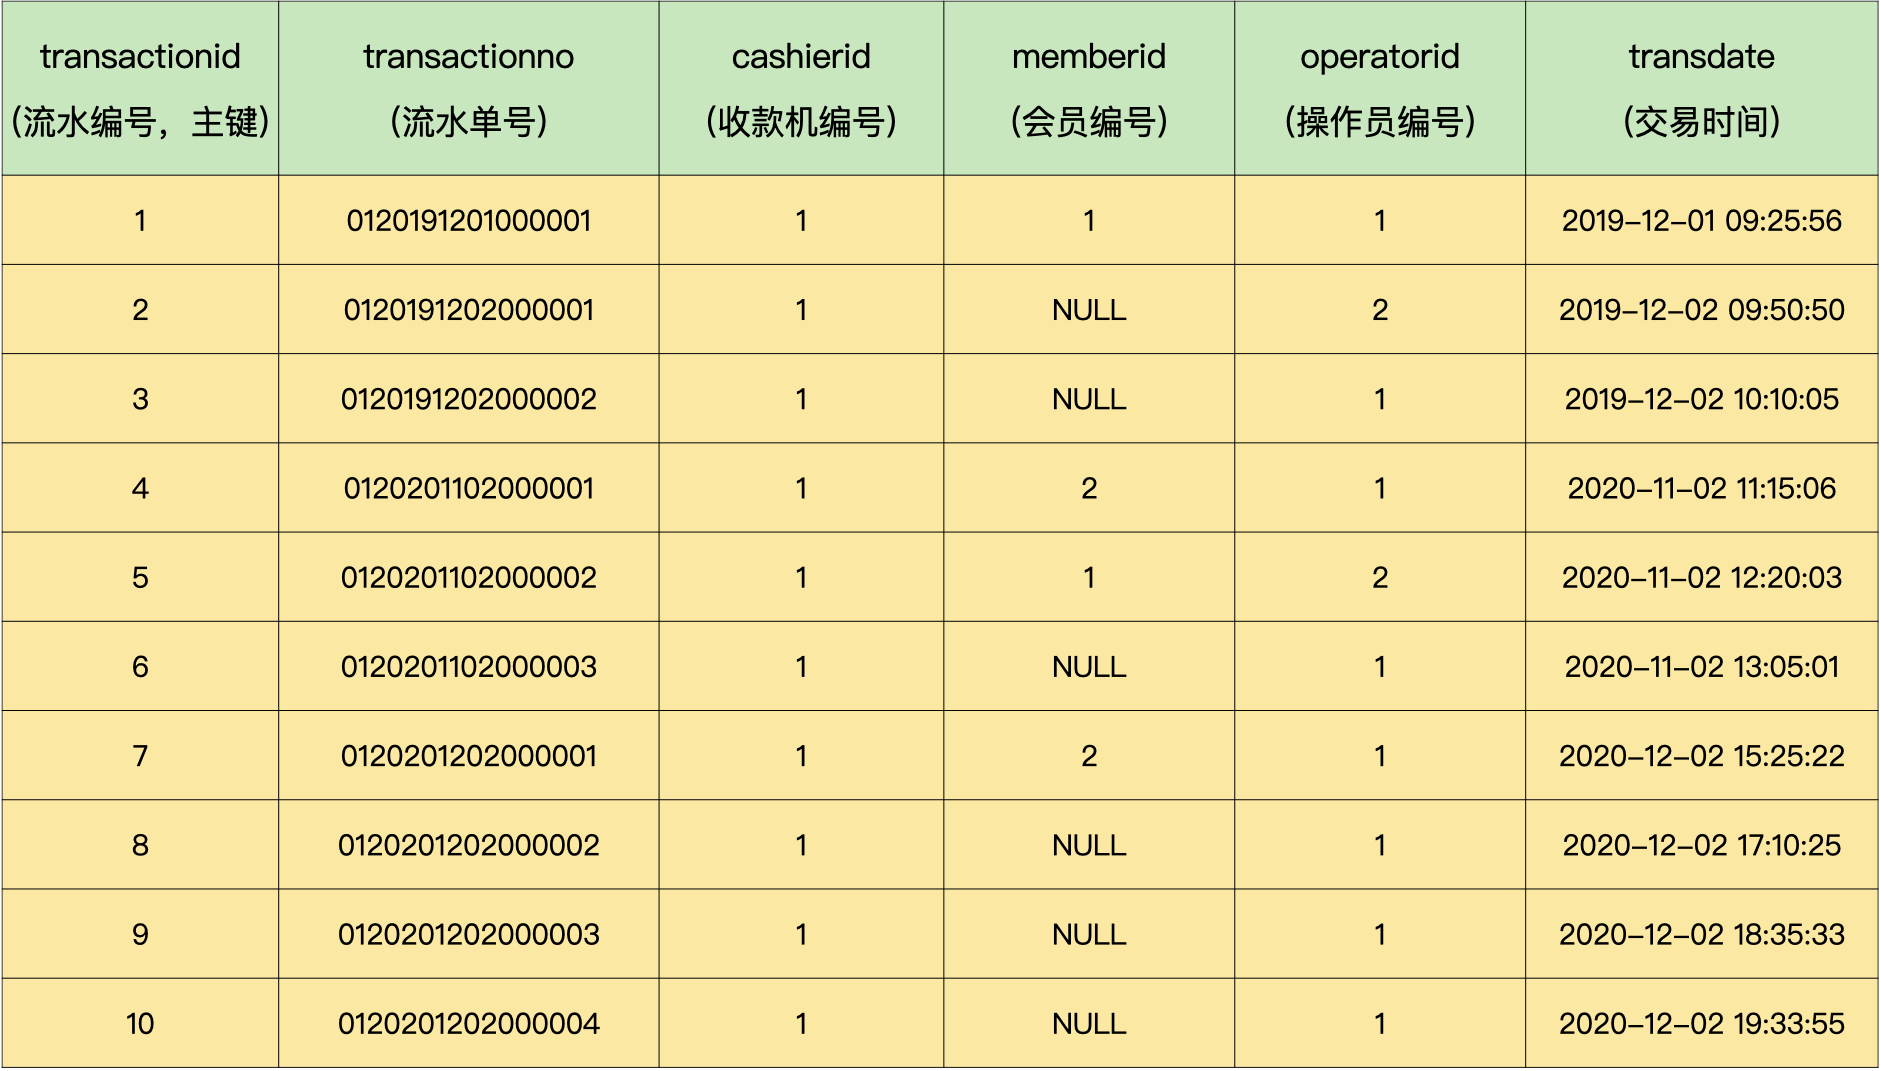 transactionid transactionno cashierid memberid operatorid transdate
(流水编号，主键) (流水单号) (收款机编号) (会员编号) (操作员编号) (交易时间)
1 0120191201000001 1 1 1 2019-12-01 09:25:56
2 0120191202000001 1 NULL 2 2019-12-02 09:50:50
3 0120191202000002 1 NULL 1 2019-12-02 10:10:05
4 0120201102000001 1 2 1 2020-11-02 11:15:06
5 0120201102000002 1 1 2 2020-11-02 12:20:03
6 0120201102000003 1 NULL 1 2020-11-02 13:05:01
7 0120201202000001 1 2 1 2020-12-02 15:25:22
8 0120201202000002 1 NULL 1 2020-12-02 17:10:25
9 0120201202000003 1 NULL 1 2020-12-02 18:35:33
10 0120201202000004 1 NULL 1 2020-12-02 19:33:55